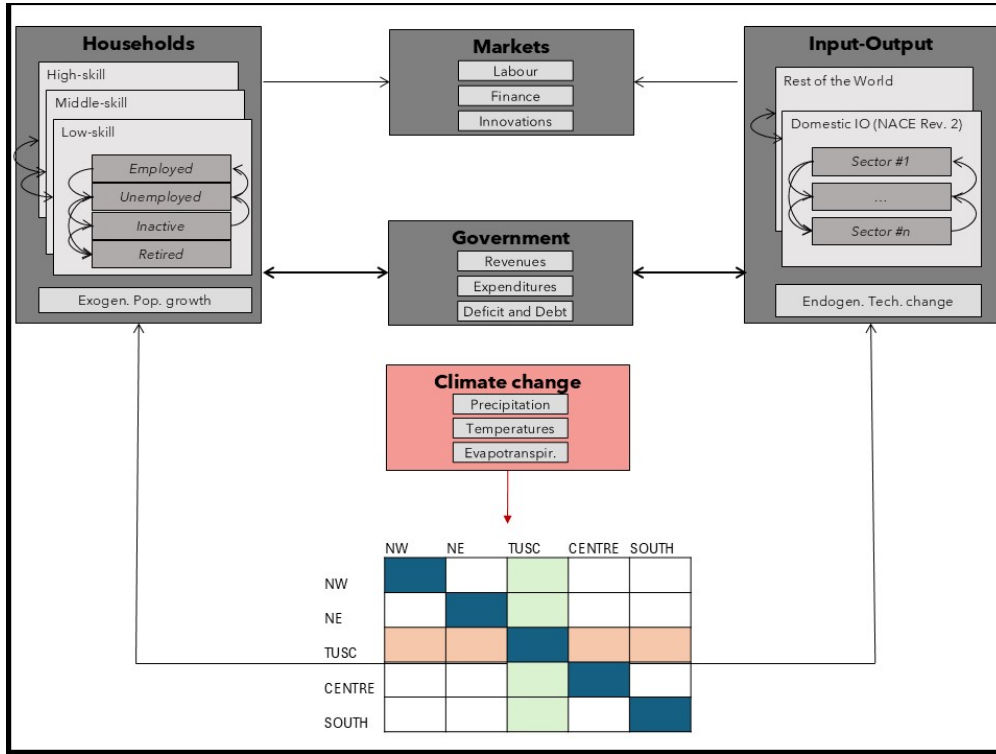 Households
High-skill
Middle-skill
Low-skill
Employed
Unemployed
Inactive
Retired
Exogen. Pop. growth
Markets
Labour
Finance
Innovations
Government
Revenues
Expenditures
Deficit and Debt
Input-Output
Rest of the World
Domestic IO (NACE Rev. 2)
Sector #1
...
Sector #n
Endogen. Tech. change
Climate change
Precipitation
Temperatures
Evapotranspir.
NW NE TUSC CENTRE SOUTH
NW
NE
TUSC
CENTRE
SOUTH